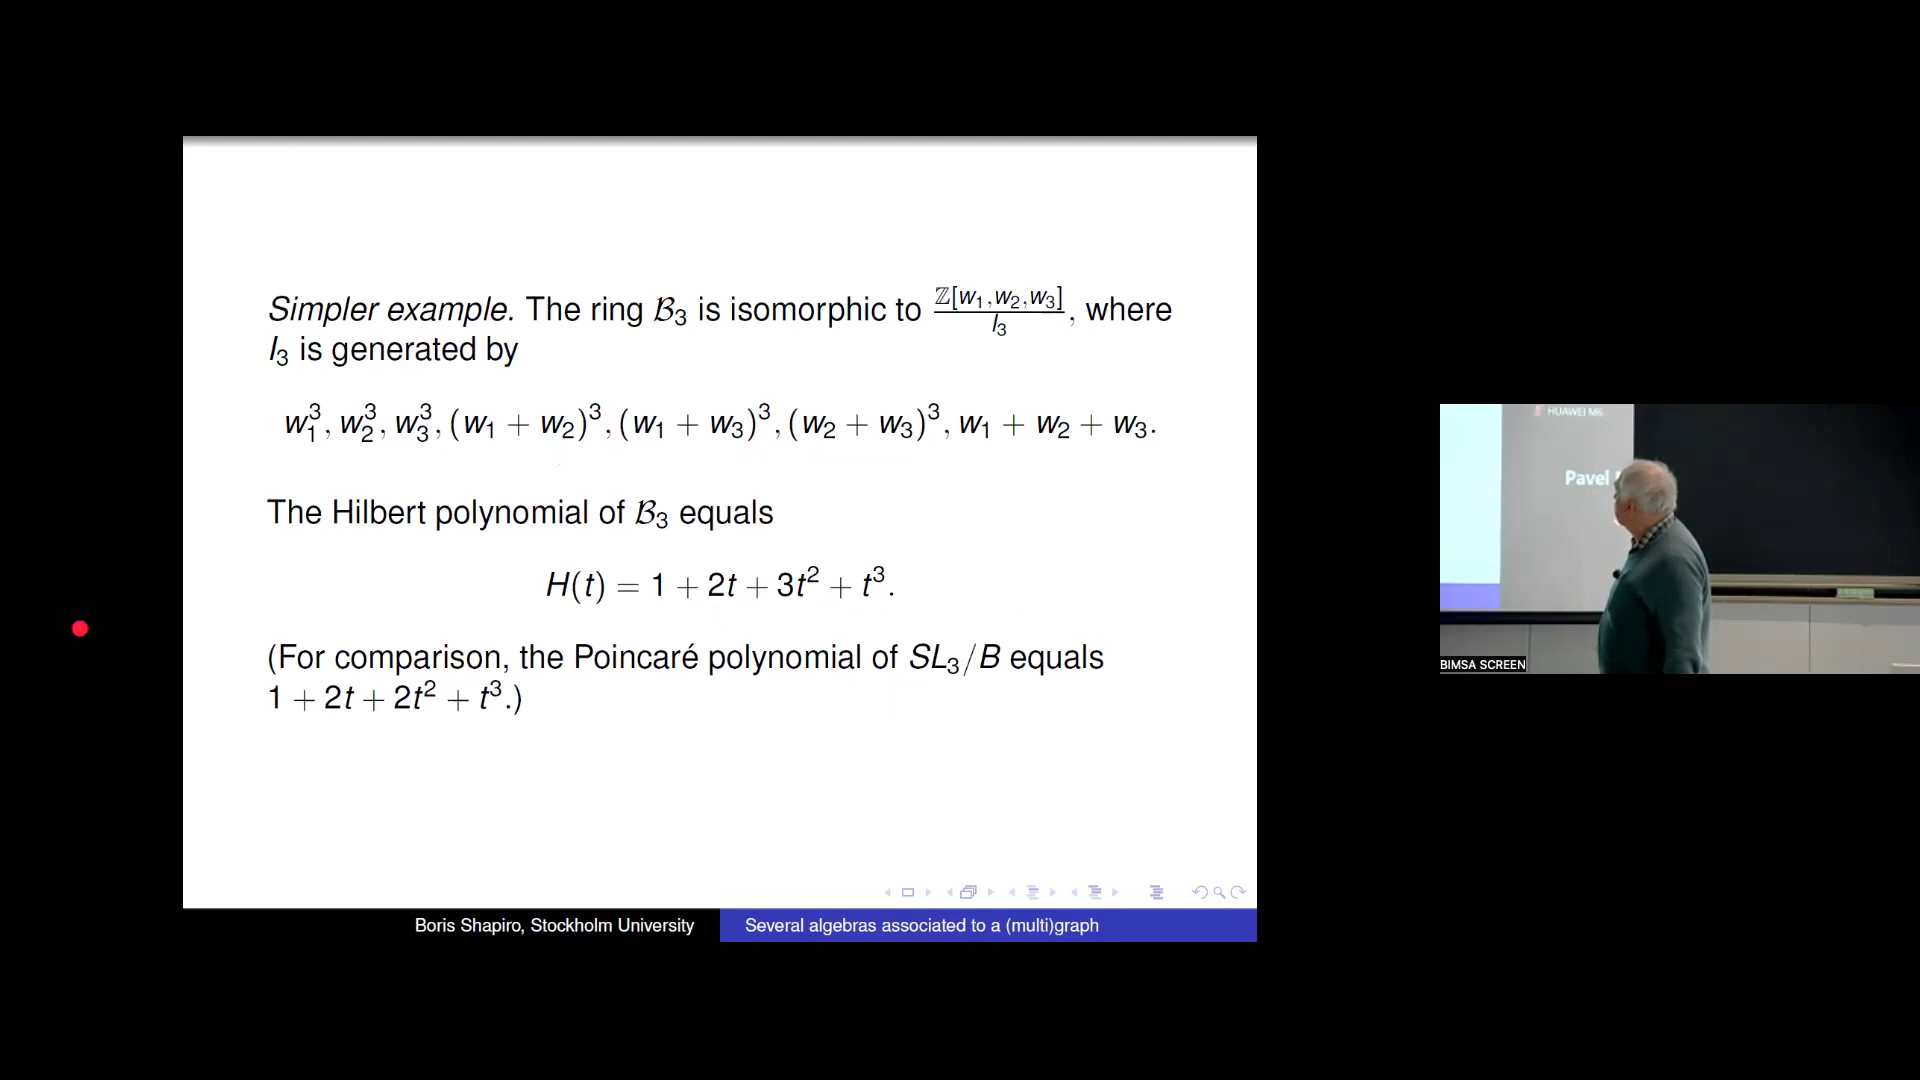 Simpler example. The ring 𝓑₃ is isomorphic to ℤ[w₁,w₂,w₃]/I₃, where
I₃ is generated by
w₁³, w₂³, w₃³, (w₁ + w₂)³, (w₁ + w₃)³, (w₂ + w₃)³, w₁ + w₂ + w₃.
The Hilbert polynomial of 𝓑₃ equals
H(t) = 1 + 2t + 3t² + t³.
(For comparison, the Poincaré polynomial of SL₃/B equals
1 + 2t + 2t² + t³.)
Boris Shapiro, Stockholm University
Several algebras associated to a (multi)graph
HUAWEI M6
Pavel
BIMSA SCREEN